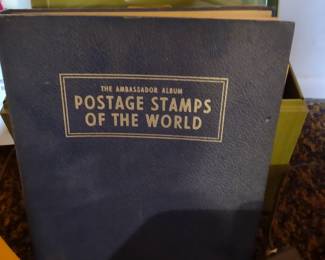 THE AMBASSADOR ALBUM
POSTAGE STAMPS
OF THE WORLD